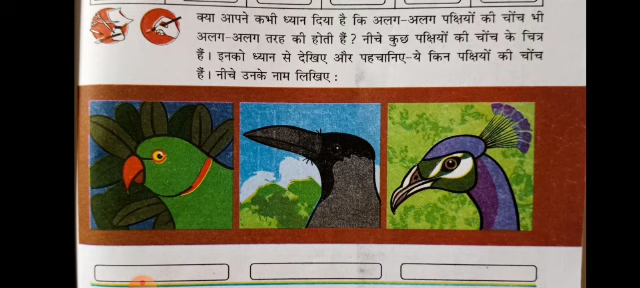 क्या आपने कभी ध्यान दिया है कि अलग-अलग पक्षियों की चोंच भी
अलग-अलग तरह की होती हैं? नीचे कुछ पक्षियों की चोंच के चित्र
हैं। इनको ध्यान से देखिए और पहचानिए-ये किन पक्षियों की चोंच
हैं। नीचे उनके नाम लिखिए :